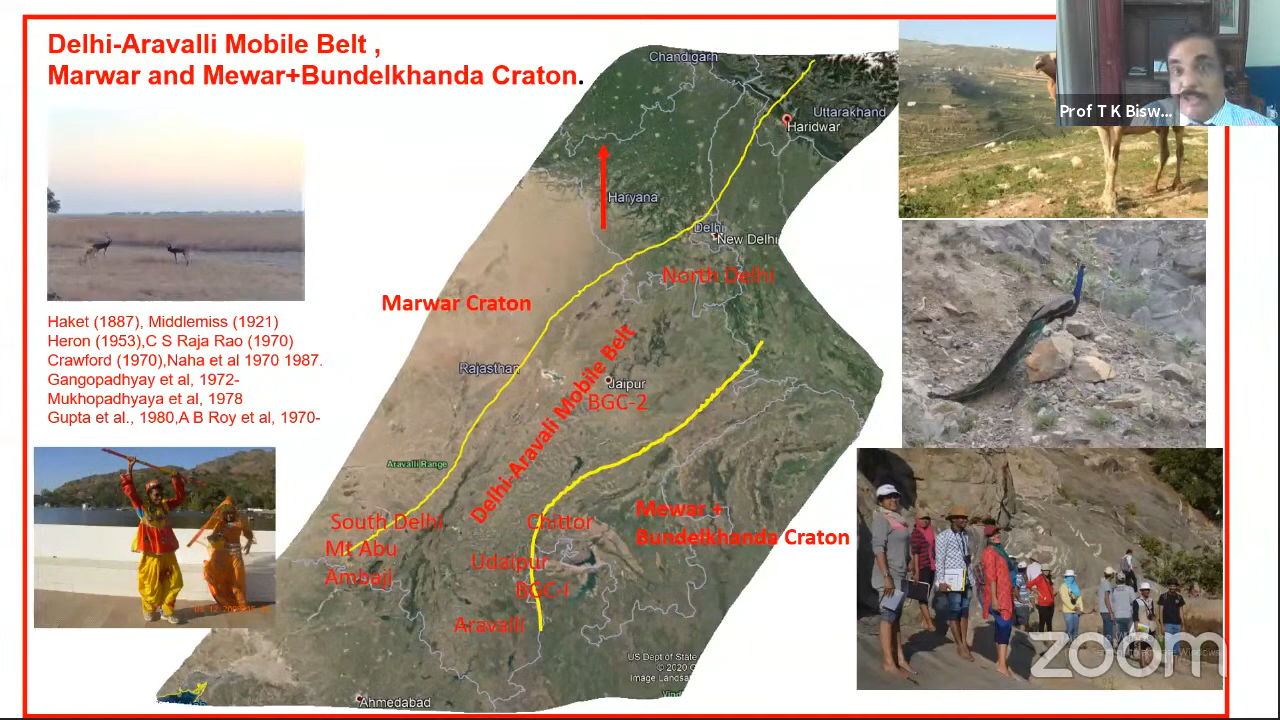 Delhi-Aravalli Mobile Belt ,
Marwar and Mewar+Bundelkhanda Craton.
Prof T K Bisw...
Haket (1887), Middlemiss (1921)
Heron (1953),C S Raja Rao (1970)
Crawford (1970),Naha et al 1970 1987.
Gangopadhyay et al, 1972-
Mukhopadhyaya et al, 1978
Gupta et al., 1980,A B Roy et al, 1970-
Chandigarh
Uttarakhand
Haridwar
Haryana
Delhi
New Delhi
North Delhi
Marwar Craton
Rajasthan
Delhi-Aravali Mobile Belt
Jaipur
BGC-2
Aravalli Range
South Delhi
Mt Abu
Ambaji
Chittor
Udaipur
BGC-I
Aravalli
Mewar +
Bundelkhanda Craton
US Dept of State
© 2020
Image Landsa
Ahmedabad
zoom